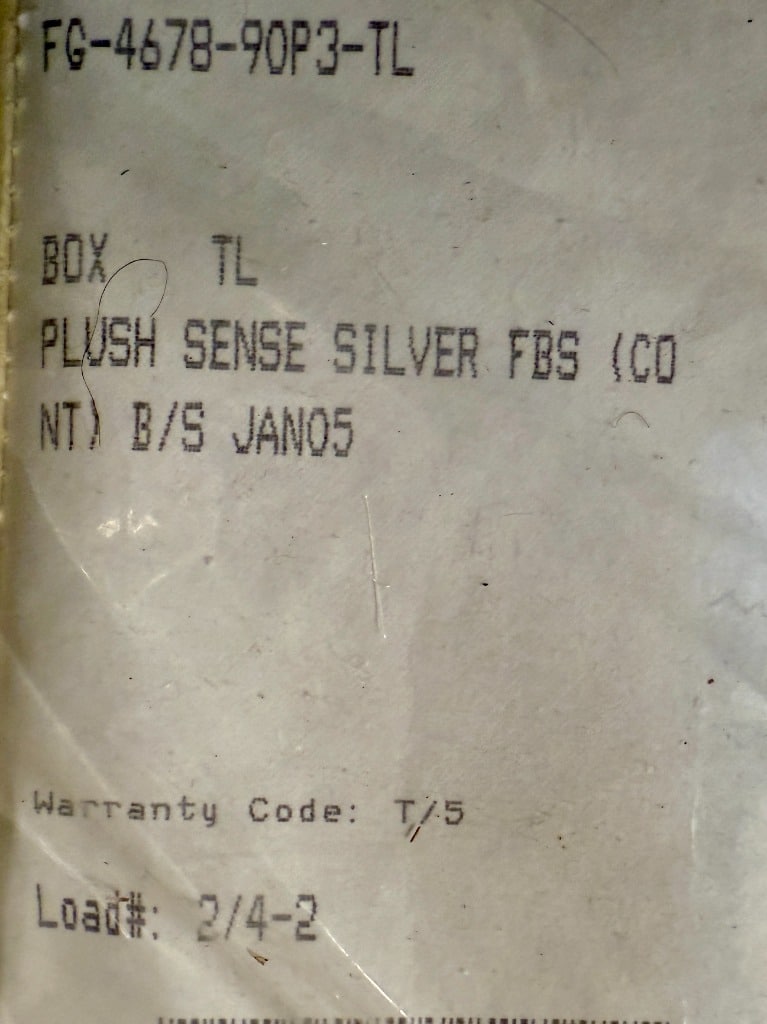 FG-4678-90P3-TL
BOX TL
PLUSH SENSE SILVER FBS (CO
NT) B/S JAN05
Warranty Code: T/5
Load#: 2/4-2